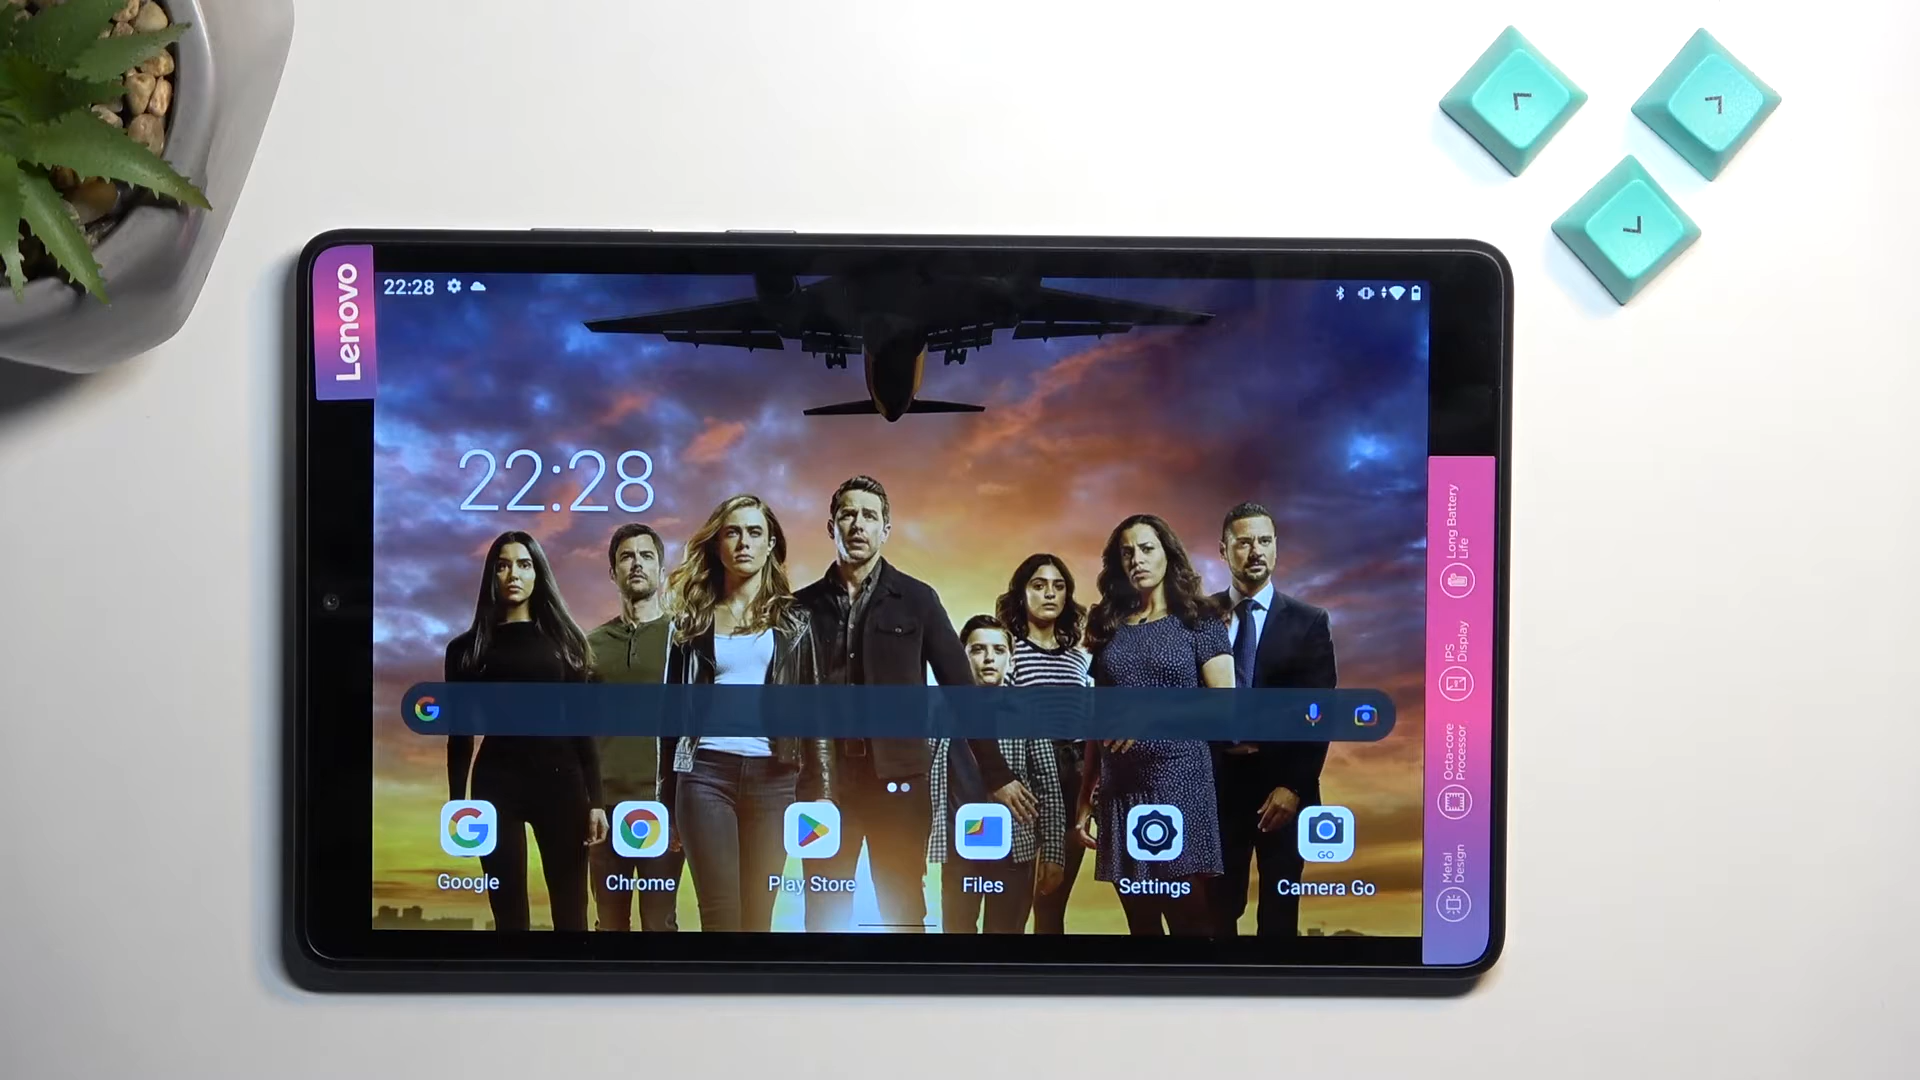 Lenovo
22:28
22:28
Google
Chrome
Play Store
Files
Settings
GO
Camera Go
Long Battery
Life
IPS
Display
Octa-core
Processor
Metal
Design